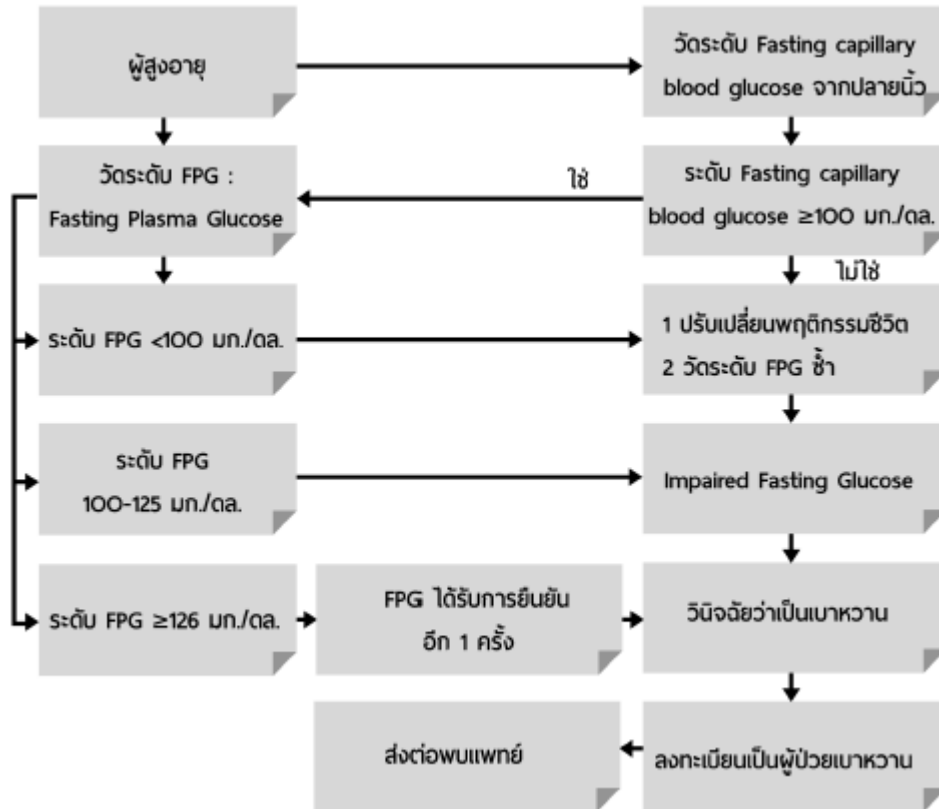 ผู้สูงอายุ
วัดระดับ Fasting capillary
blood glucose จากปลายนิ้ว
วัดระดับ FPG :
Fasting Plasma Glucose
ใช่
ระดับ Fasting capillary
blood glucose ≥100 มก./ดล.
ไม่ใช่
ระดับ FPG <100 มก./ดล.
1 ปรับเปลี่ยนพฤติกรรมชีวิต
2 วัดระดับ FPG ซ้ำ
ระดับ FPG
100-125 มก./ดล.
Impaired Fasting Glucose
ระดับ FPG ≥126 มก./ดล.
FPG ได้รับการยืนยัน
อีก 1 ครั้ง
วินิจฉัยว่าเป็นเบาหวาน
ส่งต่อพบแพทย์
ลงทะเบียนเป็นผู้ป่วยเบาหวาน